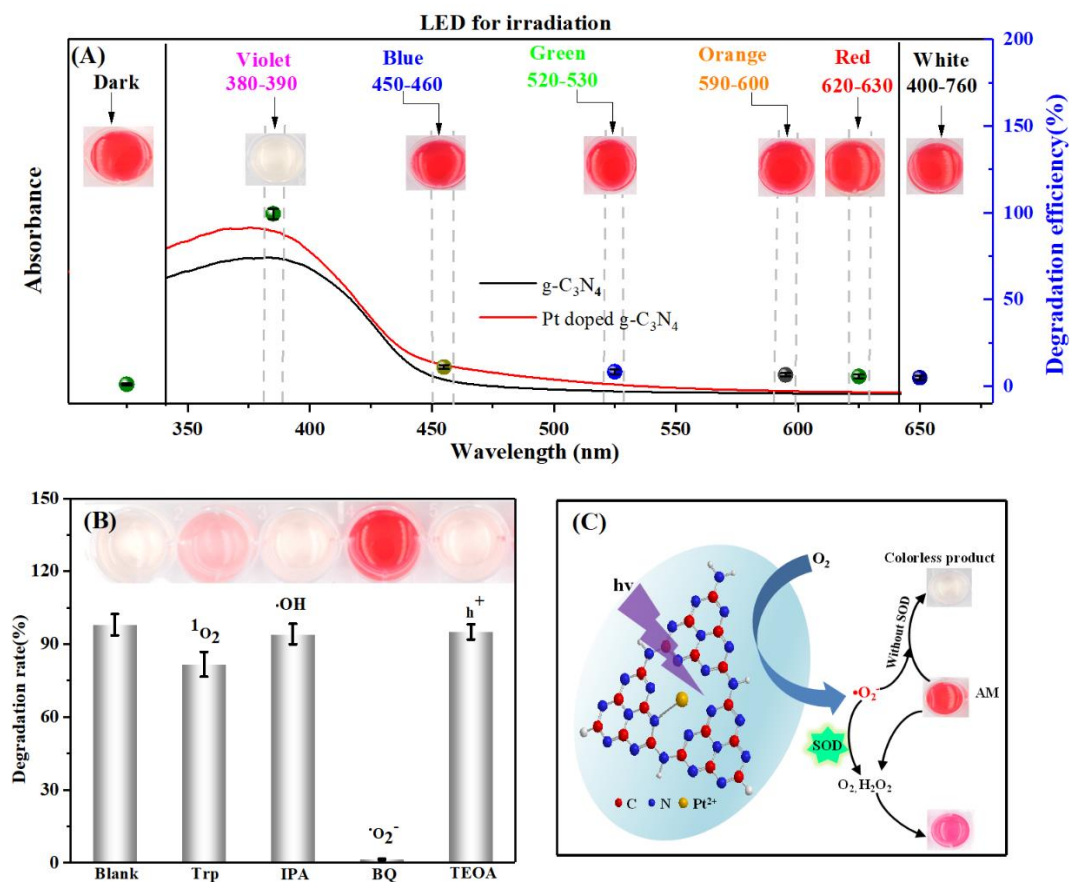 LED for irradiation
(A)
Dark
Violet
380-390
Blue
450-460
Green
520-530
Orange
590-600
Red
620-630
White
400-760
Absorbance
Degradation efficiency(%)
200
150
100
50
0
g-C₃N₄
Pt doped g-C₃N₄
350 400 450 500 550 600 650
Wavelength (nm)
(B)
Degradation rate(%)
150
120
90
60
30
0
¹O₂
·OH
·O₂⁻
h⁺
Blank Trp IPA BQ TEOA
(C)
hv
O₂
Colorless product
Without SOD
•O₂⁻
AM
SOD
O₂,H₂O₂
C N Pt²⁺